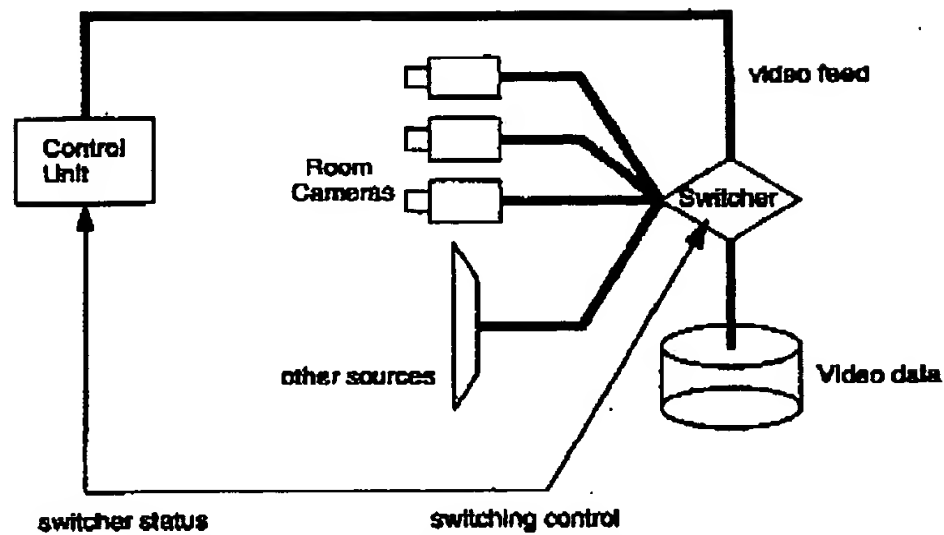 video feed
Control
Unit
Room
Cameras
Switcher
other sources
Video data
switcher status
switching control